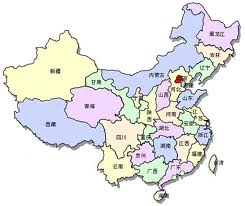 黑龙江
吉林
辽宁
新疆
内蒙古
甘肃
河北
山西
山东
青海
陕西
河南
江苏
西藏
四川
湖北
安徽
湖南
江西
浙江
贵州
福建
云南
广西
广东
台湾
海南